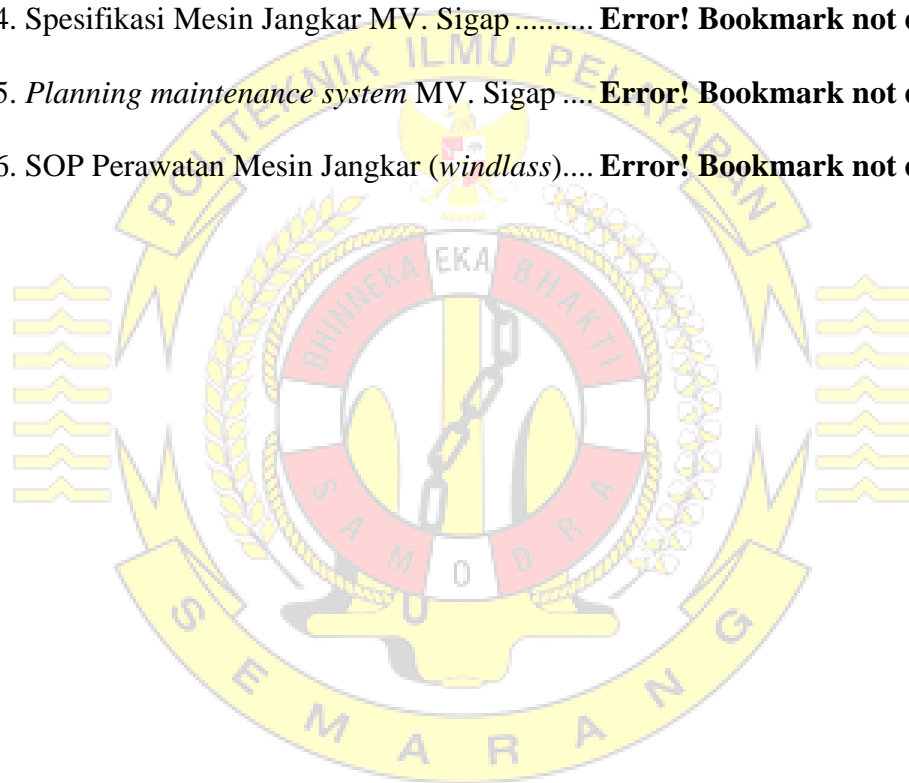 4. Spesifikasi Mesin Jangkar MV. Sigap .......... Error! Bookmark not
5. Planning maintenance system MV. Sigap .... Error! Bookmark not
6. SOP Perawatan Mesin Jangkar (windlass).... Error! Bookmark not
POLITEKNIK ILMU PELAYARAN
BHINNEKA EKA BHAKTI
SAMODRA
SEMARANG